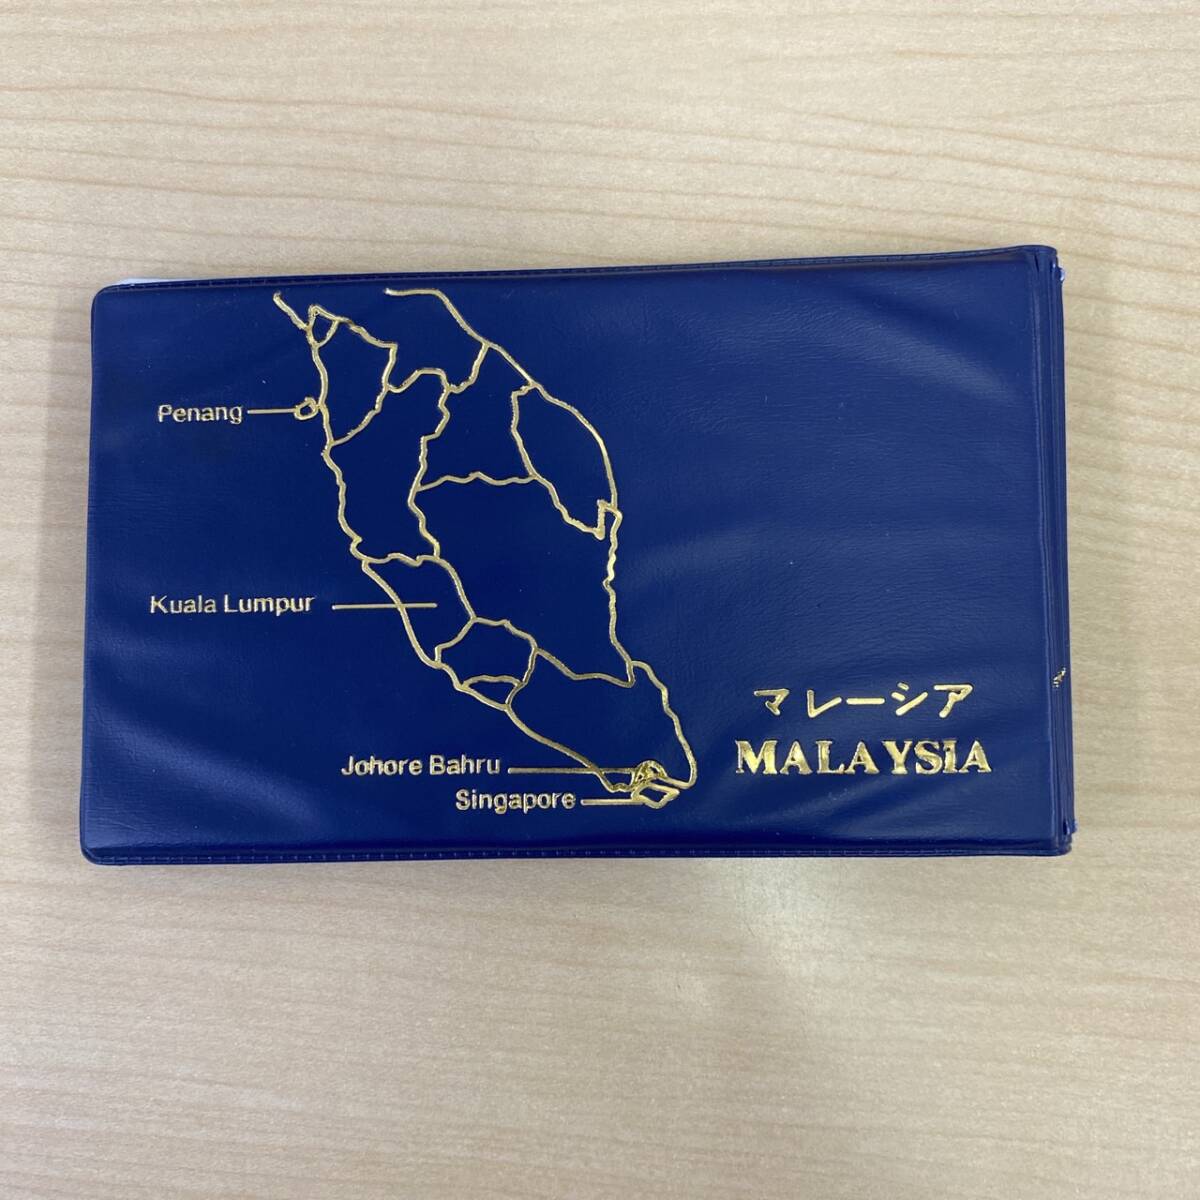 Penang
Kuala Lumpur
Johore Bahru
Singapore
マレーシア
MALAYSIA